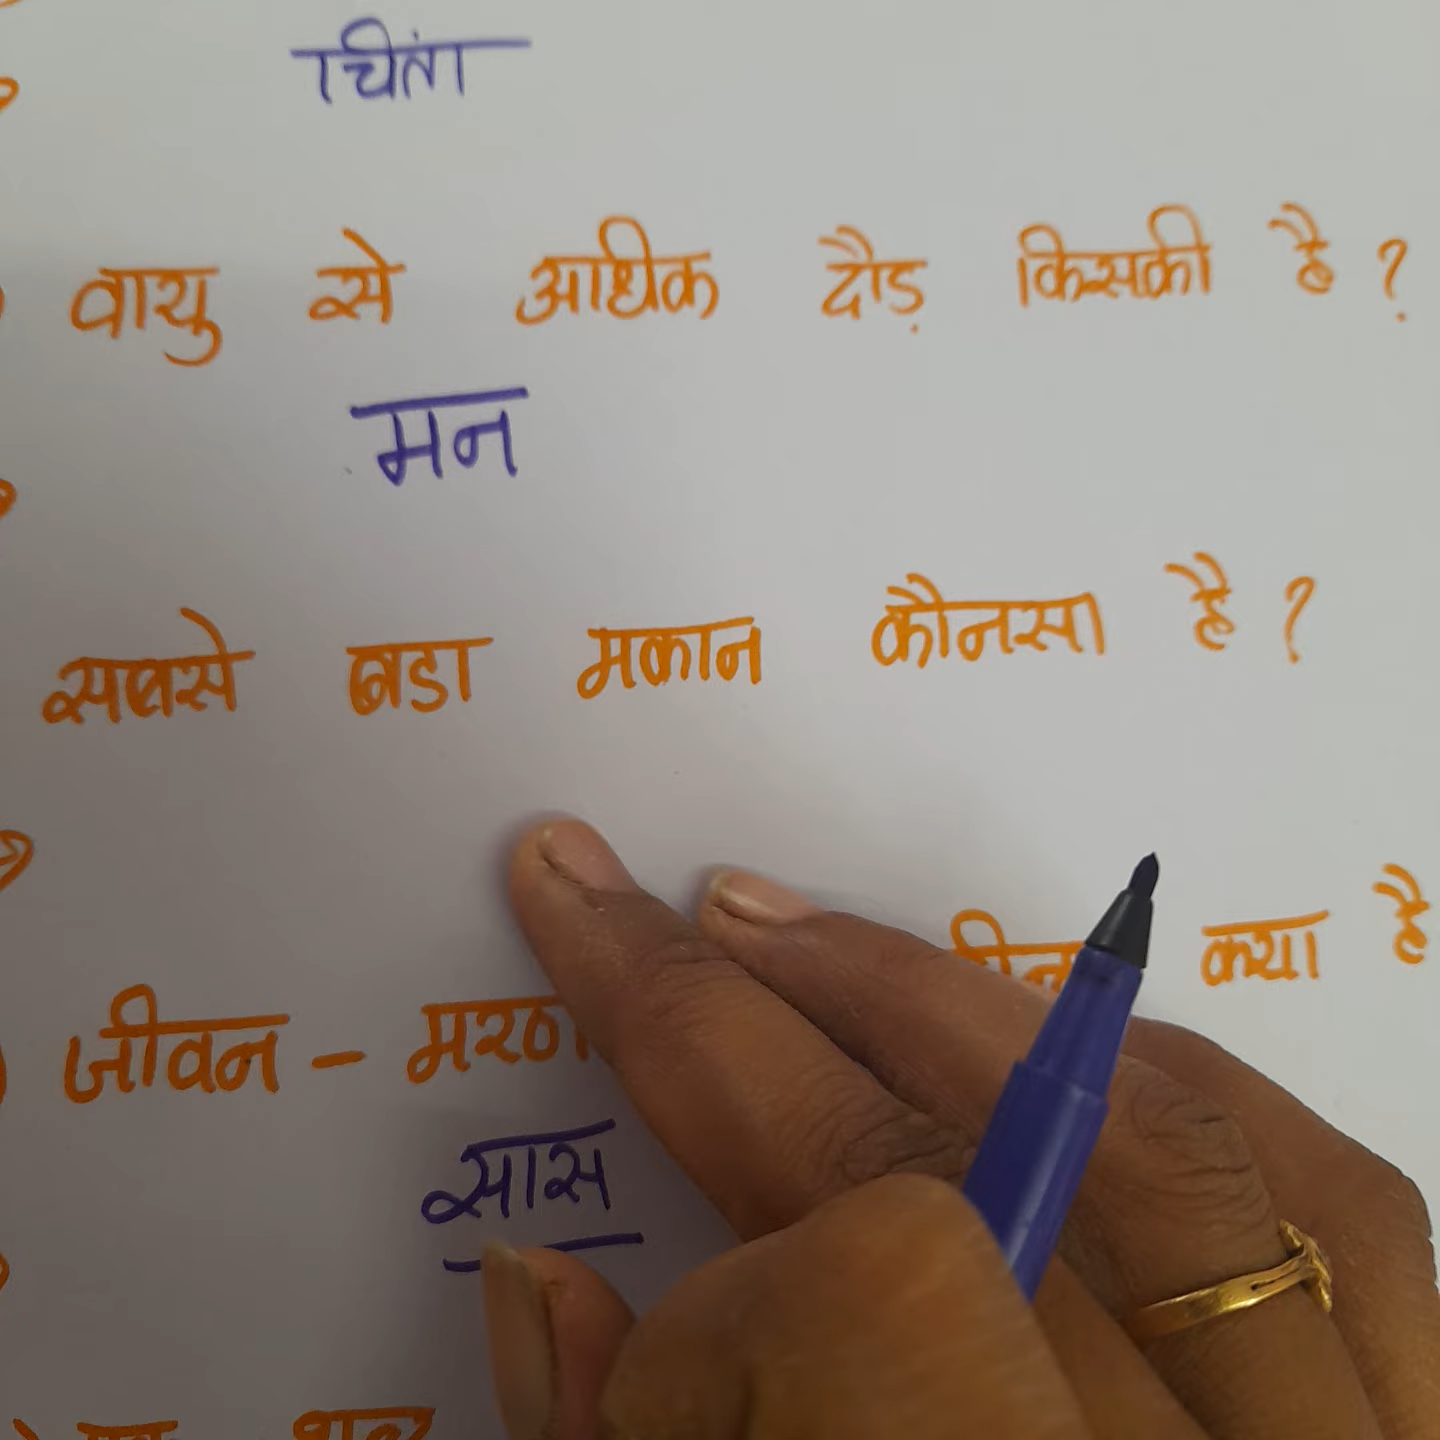 चिंता
वायु से अधिक दौड़ किसकी है ?
मन
सबसे बडा मकान कौनसा है ?
जीवन - मरण क्या है
सास